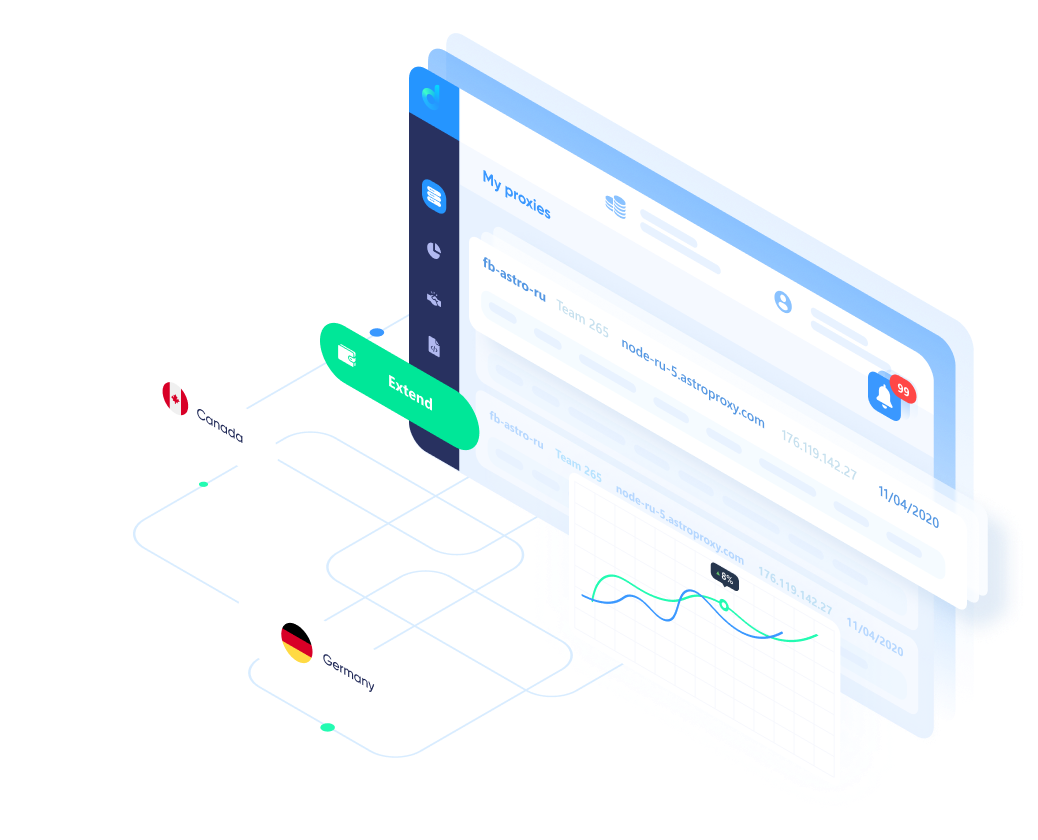 My proxies
fb-astro-ru Team 265 node-ru-5.astroproxy.com 176.119.142.27 11/04/2020
99
Extend
Canada
fb-astro-ru Team 265 node-ru-5.astroproxy.com 176.119.142.27 11/04/2020
8%
Germany